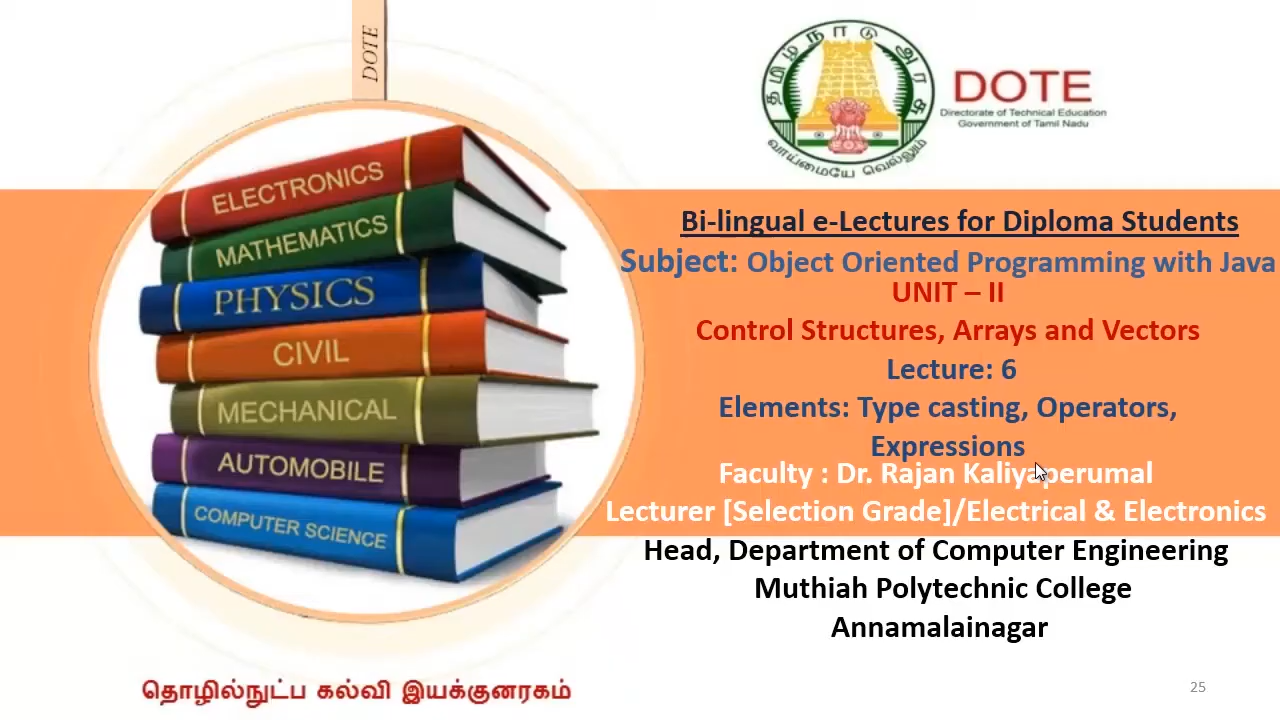 DOTE
தமிழ்நாடு அரசு
வாய்மையே வெல்லும்
DOTE
Directorate of Technical Education
Government of Tamil Nadu
ELECTRONICS
MATHEMATICS
PHYSICS
CIVIL
MECHANICAL
AUTOMOBILE
COMPUTER SCIENCE
Bi-lingual e-Lectures for Diploma Students
Subject: Object Oriented Programming with Java
UNIT – II
Control Structures, Arrays and Vectors
Lecture: 6
Elements: Type casting, Operators,
Expressions
Faculty : Dr. Rajan Kaliyaperumal
Lecturer [Selection Grade]/Electrical & Electronics
Head, Department of Computer Engineering
Muthiah Polytechnic College
Annamalainagar
தொழில்நுட்ப கல்வி இயக்குனரகம்
25